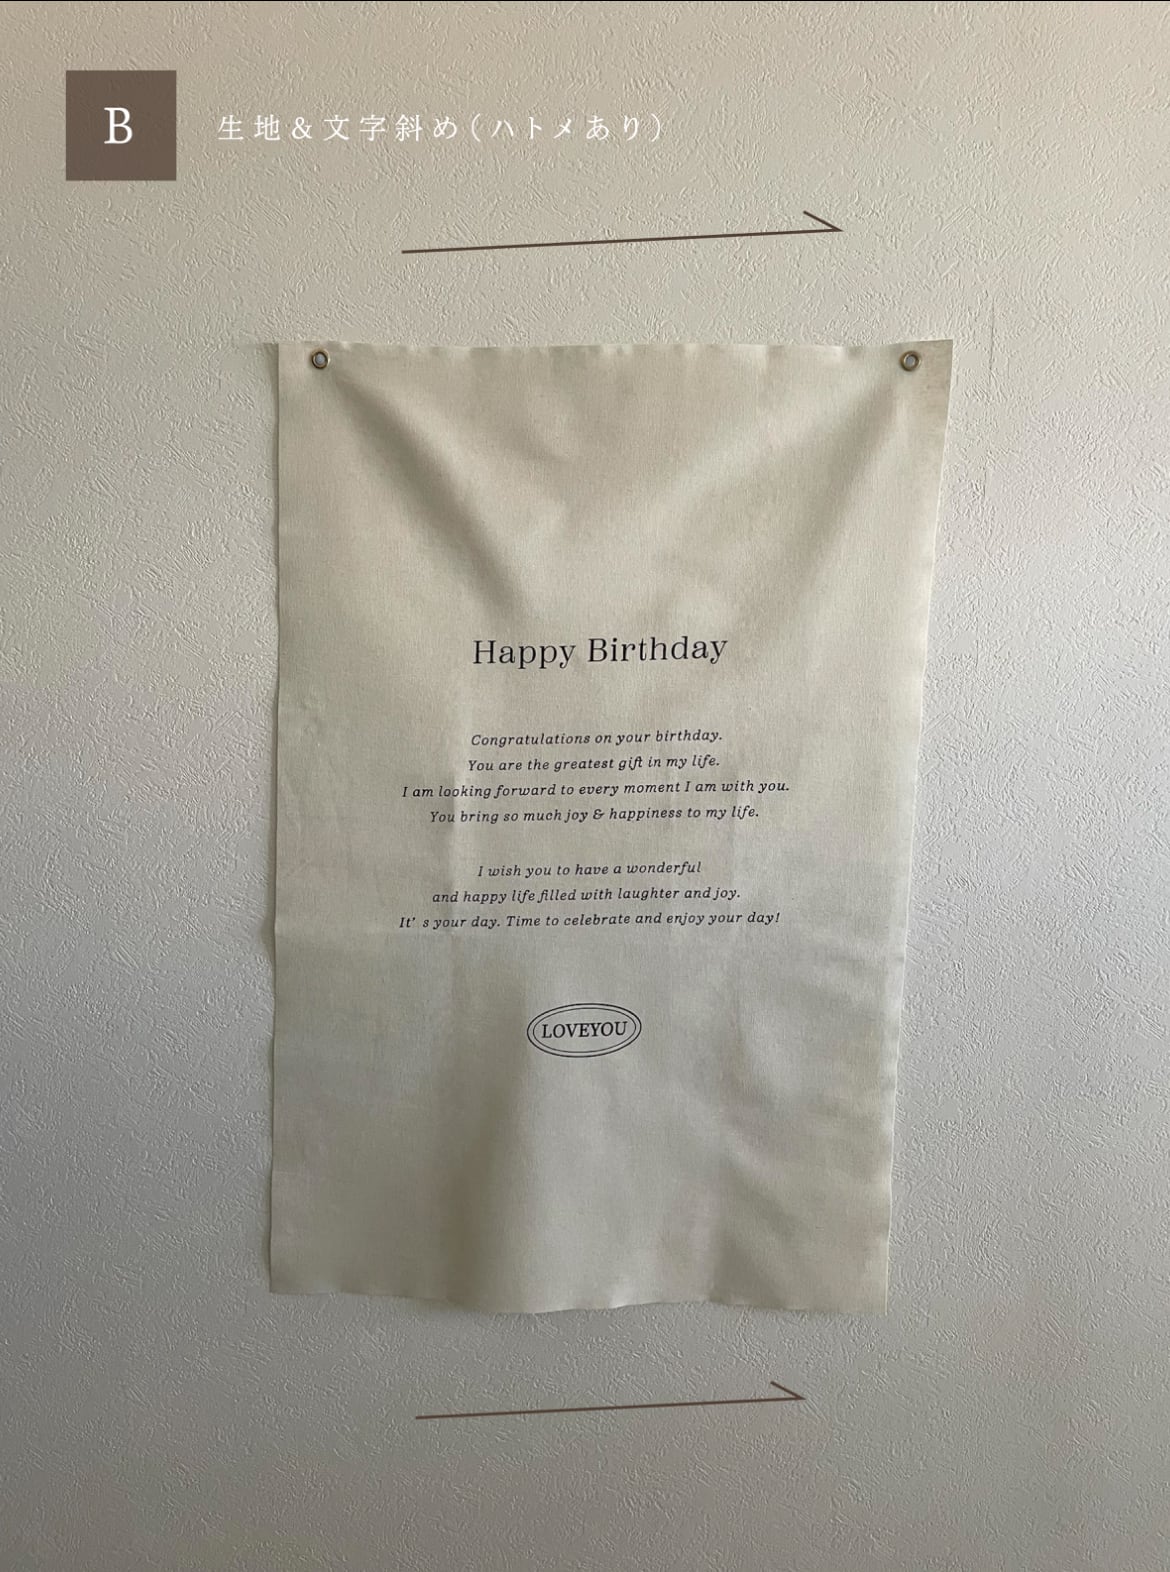 B
生地＆文字斜め（ハトメあり）
Happy Birthday
Congratulations on your birthday.
You are the greatest gift in my life.
I am looking forward to every moment I am with you.
You bring so much joy & happiness to my life.
I wish you to have a wonderful
and happy life filled with laughter and joy.
It’ s your day. Time to celebrate and enjoy your day!
LOVEYOU